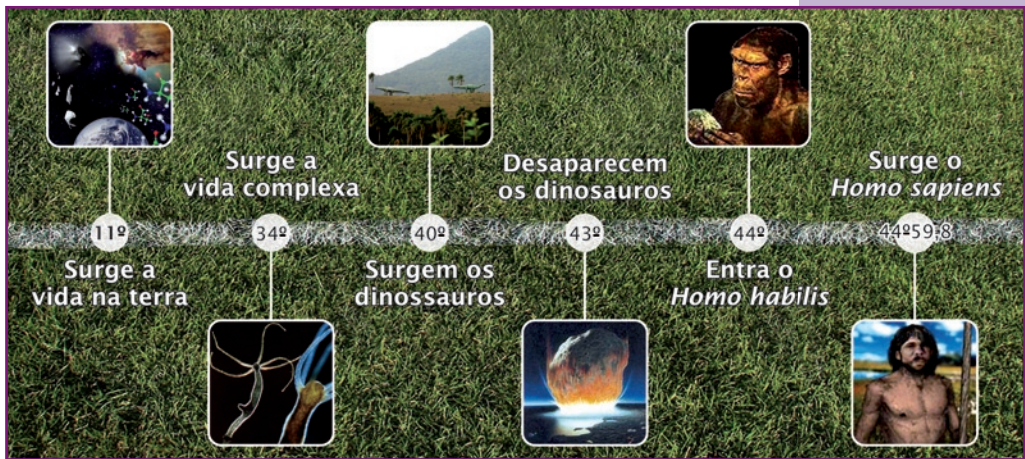 Surge a
vida complexa
Desaparecem
os dinosauros
Surge o
Homo sapiens
11º
34º
40º
43º
44º
44º59,8
Surge a
vida na terra
Surgem os
dinossauros
Entra o
Homo habilis